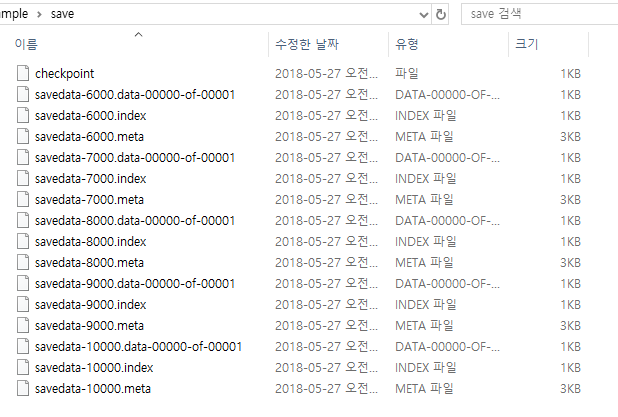 ample > save
save 검색
이름 수정한 날짜 유형 크기
checkpoint 2018-05-27 오전... 파일 1KB
savedata-6000.data-00000-of-00001 2018-05-27 오전... DATA-00000-OF-... 1KB
savedata-6000.index 2018-05-27 오전... INDEX 파일 1KB
savedata-6000.meta 2018-05-27 오전... META 파일 3KB
savedata-7000.data-00000-of-00001 2018-05-27 오전... DATA-00000-OF-... 1KB
savedata-7000.index 2018-05-27 오전... INDEX 파일 1KB
savedata-7000.meta 2018-05-27 오전... META 파일 3KB
savedata-8000.data-00000-of-00001 2018-05-27 오전... DATA-00000-OF-... 1KB
savedata-8000.index 2018-05-27 오전... INDEX 파일 1KB
savedata-8000.meta 2018-05-27 오전... META 파일 3KB
savedata-9000.data-00000-of-00001 2018-05-27 오전... DATA-00000-OF-... 1KB
savedata-9000.index 2018-05-27 오전... INDEX 파일 1KB
savedata-9000.meta 2018-05-27 오전... META 파일 3KB
savedata-10000.data-00000-of-00001 2018-05-27 오전... DATA-00000-OF-... 1KB
savedata-10000.index 2018-05-27 오전... INDEX 파일 1KB
savedata-10000.meta 2018-05-27 오전... META 파일 3KB